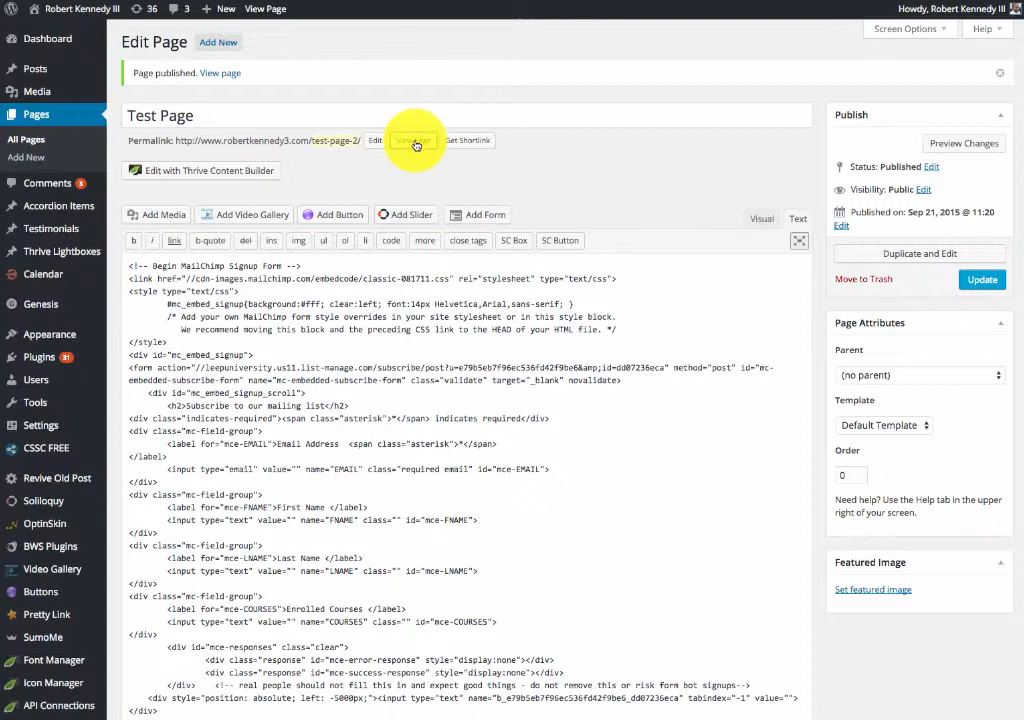 Robert Kennedy III 36 3 New View Page Howdy, Robert Kennedy III
Screen Options Help
Dashboard
Posts
Media
Pages
All Pages
Add New
Comments 3
Accordion Items
Testimonials
Thrive Lightboxes
Calendar
Genesis
Appearance
Plugins 31
Users
Tools
Settings
CSSC FREE
Revive Old Post
Soliloquy
OptinSkin
BWS Plugins
Video Gallery
Buttons
Pretty Link
SumoMe
Font Manager
Icon Manager
API Connections
Edit Page Add New
Page published. View page
Test Page
Permalink: http://www.robertkennedy3.com/test-page-2/ Edit View Page Get Shortlink
Edit with Thrive Content Builder
Add Media Add Video Gallery Add Button Add Slider Add Form Visual Text
b i link b-quote del ins img ul ol li code more close tags SC Box SC Button
<!-- Begin MailChimp Signup Form -->
<link href="//cdn-images.mailchimp.com/embedcode/classic-081711.css" rel="stylesheet" type="text/css">
<style type="text/css">
#mc_embed_signup{background:#fff; clear:left; font:14px Helvetica,Arial,sans-serif; }
/* Add your own MailChimp form style overrides in your site stylesheet or in this style block.
We recommend moving this block and the preceding CSS link to the HEAD of your HTML file. */
</style>
<div id="mc_embed_signup">
<form action="//leepuniversity.us11.list-manage.com/subscribe/post?u=e79b5eb7f96ec536fd42f9be6&amp;id=dd07236eca" method="post" id="mc-
embedded-subscribe-form" name="mc-embedded-subscribe-form" class="validate" target="_blank" novalidate>
<div id="mc_embed_signup_scroll">
<h2>Subscribe to our mailing list</h2>
<div class="indicates-required"><span class="asterisk">*</span> indicates required</div>
<div class="mc-field-group">
<label for="mce-EMAIL">Email Address <span class="asterisk">*</span>
</label>
<input type="email" value="" name="EMAIL" class="required email" id="mce-EMAIL">
</div>
<div class="mc-field-group">
<label for="mce-FNAME">First Name </label>
<input type="text" value="" name="FNAME" class="" id="mce-FNAME">
</div>
<div class="mc-field-group">
<label for="mce-LNAME">Last Name </label>
<input type="text" value="" name="LNAME" class="" id="mce-LNAME">
</div>
<div class="mc-field-group">
<label for="mce-COURSES">Enrolled Courses </label>
<input type="text" value="" name="COURSES" class="" id="mce-COURSES">
</div>
<div id="mce-responses" class="clear">
<div class="response" id="mce-error-response" style="display:none"></div>
<div class="response" id="mce-success-response" style="display:none"></div>
</div> <!-- real people should not fill this in and expect good things - do not remove this or risk form bot signups-->
<div style="position: absolute; left: -5000px;"><input type="text" name="b_e79b5eb7f96ec536fd42f9be6_dd07236eca" tabindex="-1" value="">
</div>
Publish
Preview Changes
Status: Published Edit
Visibility: Public Edit
Published on: Sep 21, 2015 @ 11:20
Edit
Duplicate and Edit
Move to Trash Update
Page Attributes
Parent
(no parent)
Template
Default Template
Order
0
Need help? Use the Help tab in the upper
right of your screen.
Featured Image
Set featured image